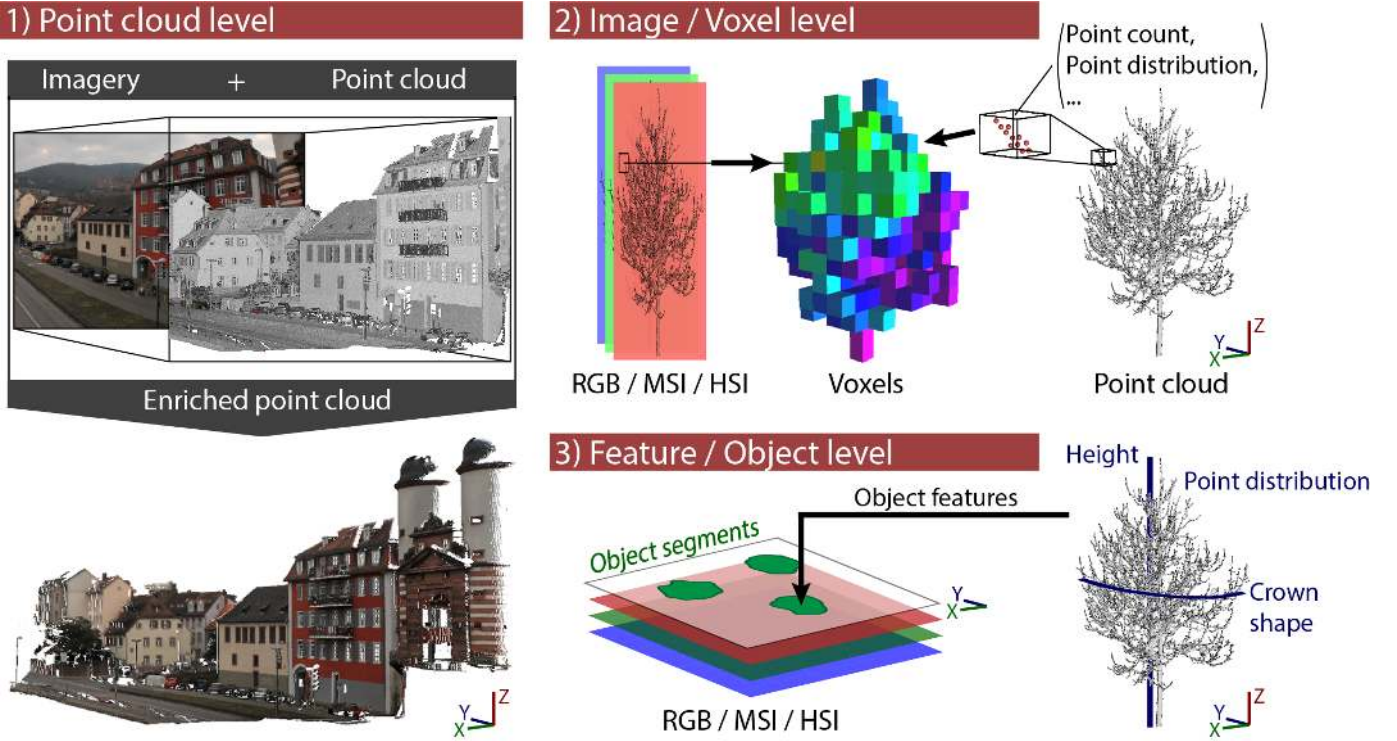 1) Point cloud level
Imagery + Point cloud
Enriched point cloud
Z
Y
X
2) Image / Voxel level
(Point count,
Point distribution,
...)
RGB / MSI / HSI
Voxels
Point cloud
Z
Y
X
3) Feature / Object level
Object features
Object segments
Y
X
RGB / MSI / HSI
Height
Point distribution
Crown
shape
Z
Y
X